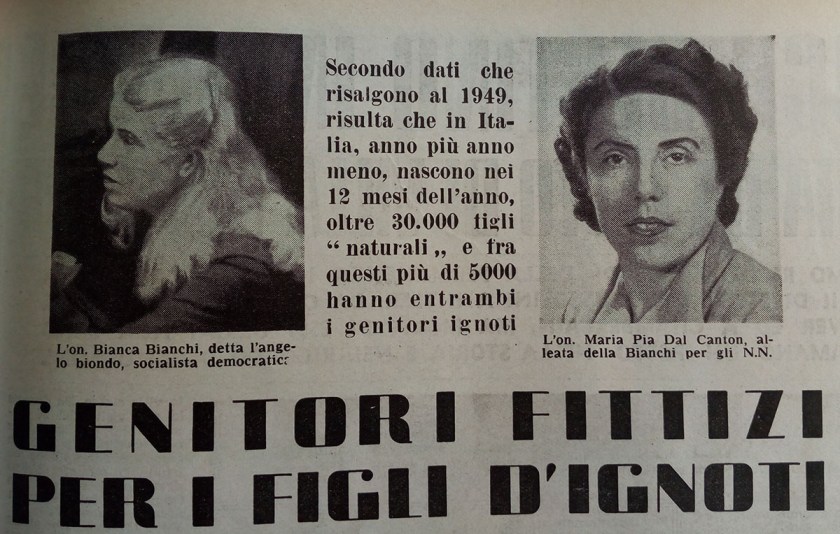 Secondo dati che
risalgono al 1949,
risulta che in Ita-
lia, anno più anno
meno, nascono nei
12 mesi dell'anno,
oltre 30.000 figli
“ naturali „ e fra
questi più di 5000
hanno entrambi
i genitori ignoti
L'on. Bianca Bianchi, detta l'ange-
lo biondo, socialista democratic:
L'on. Maria Pia Dal Canton, al-
leata della Bianchi per gli N.N.
GENITORI FITTIZI
PER I FIGLI D'IGNOTI